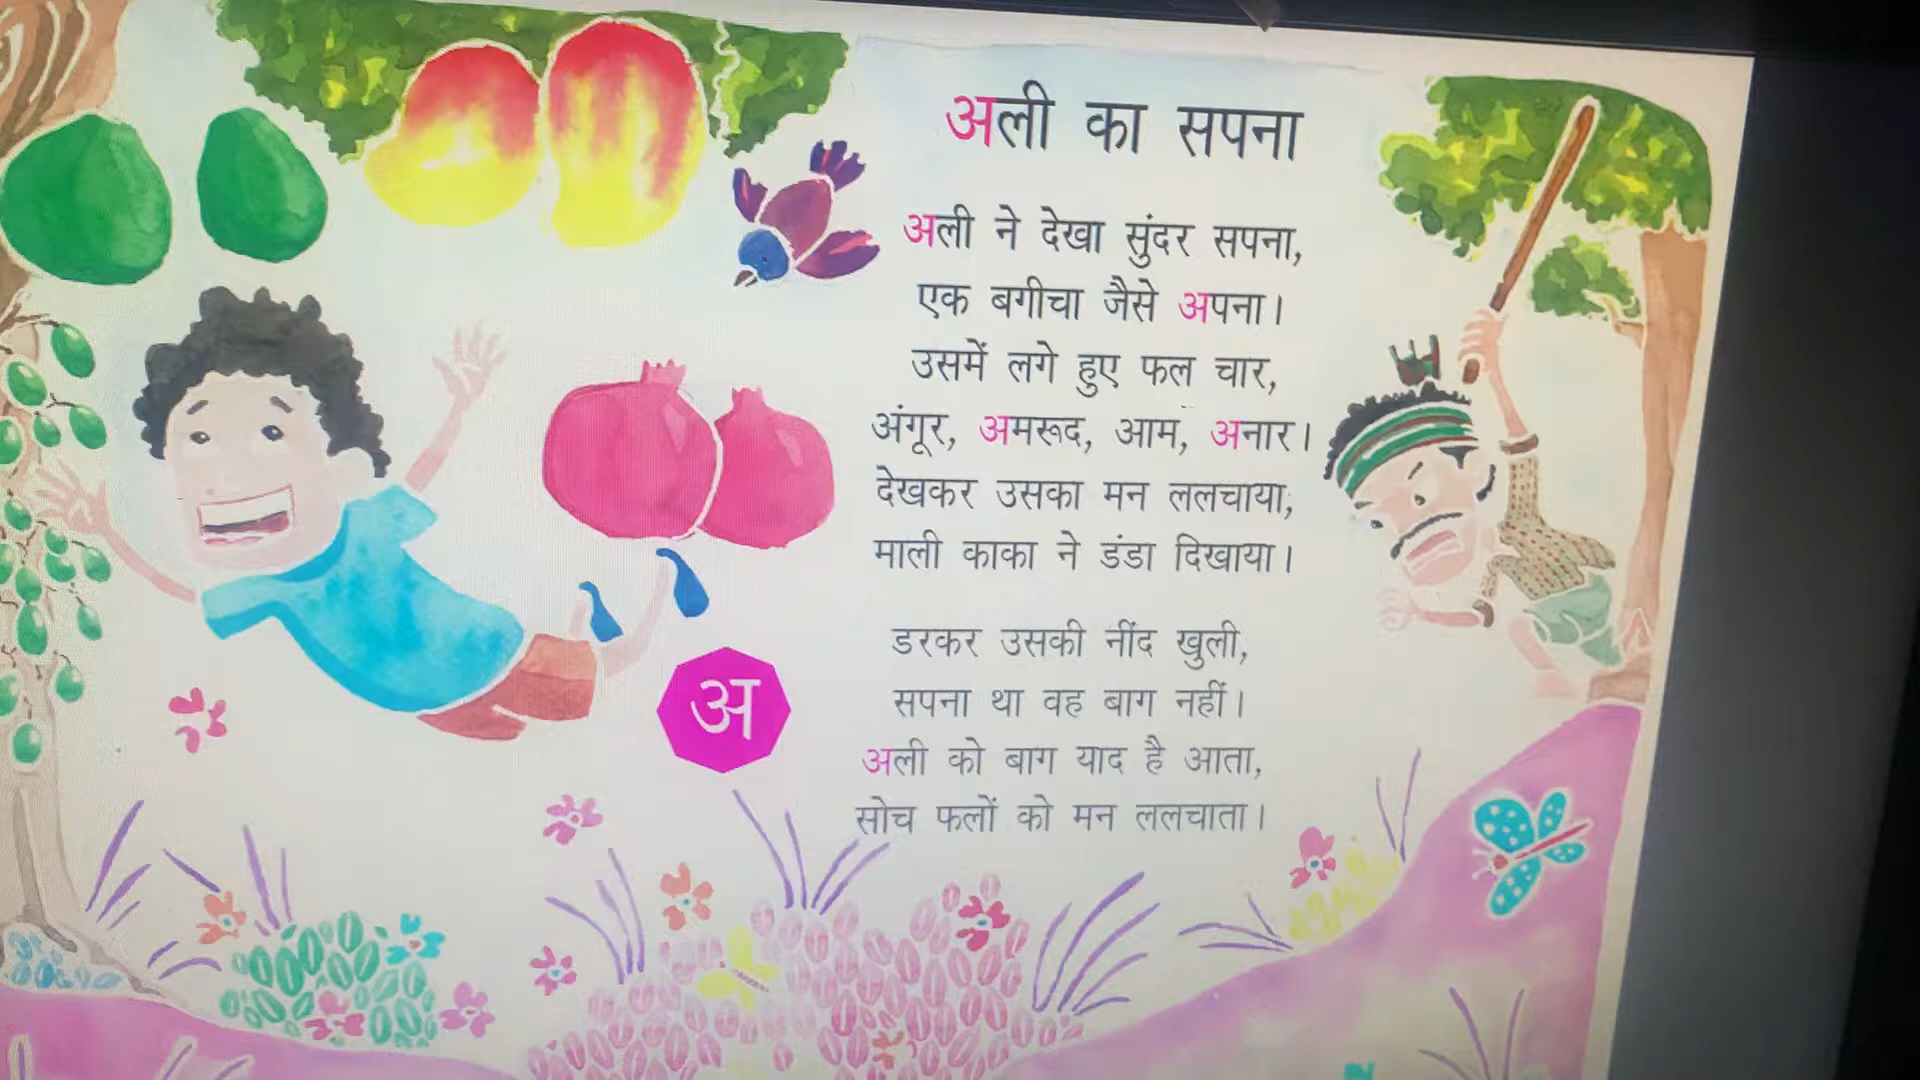 अली का सपना
अली ने देखा सुंदर सपना,
एक बगीचा जैसे अपना।
उसमें लगे हुए फल चार,
अंगूर, अमरूद, आम, अनार।
देखकर उसका मन ललचाया,
माली काका ने डंडा दिखाया।
डरकर उसकी नींद खुली,
सपना था वह बाग नहीं।
अली को बाग याद है आता,
सोच फलों को मन ललचाता।
अ